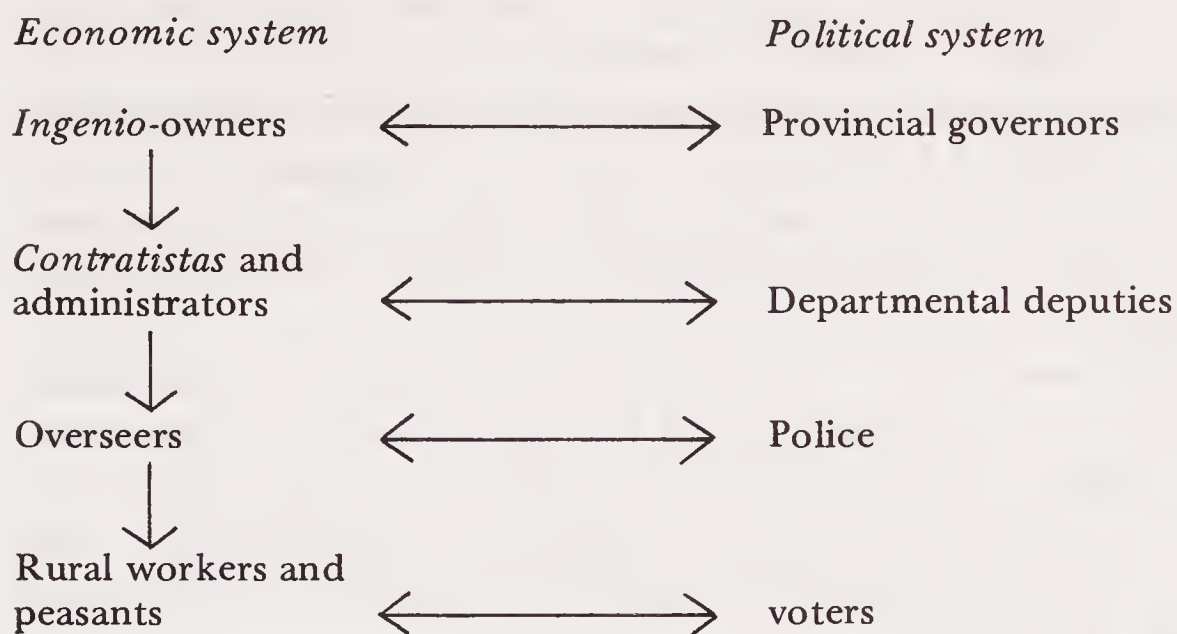 Economic system Political system
Ingenio-owners Provincial governors
Contratistas and
administrators Departmental deputies
Overseers Police
Rural workers and
peasants voters